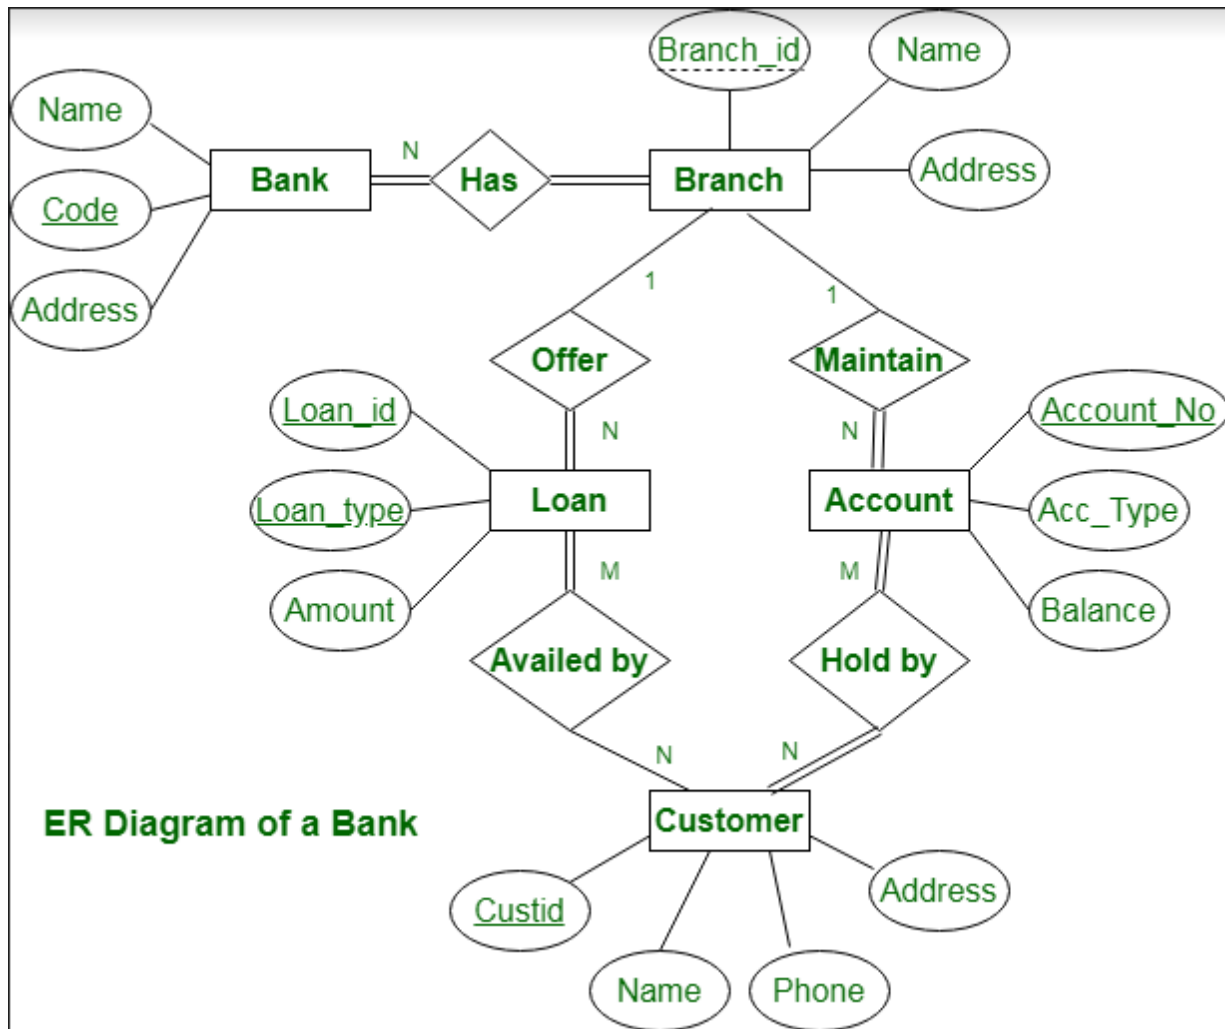 Branch_id
Name
Name
Bank
N
Has
Branch
Address
Code
Address
1
1
Offer
Maintain
Loan_id
N
N
Account_No
Loan_type
Loan
Account
Acc_Type
M
M
Amount
Balance
Availed by
Hold by
N
N
ER Diagram of a Bank
Customer
Custid
Address
Name
Phone